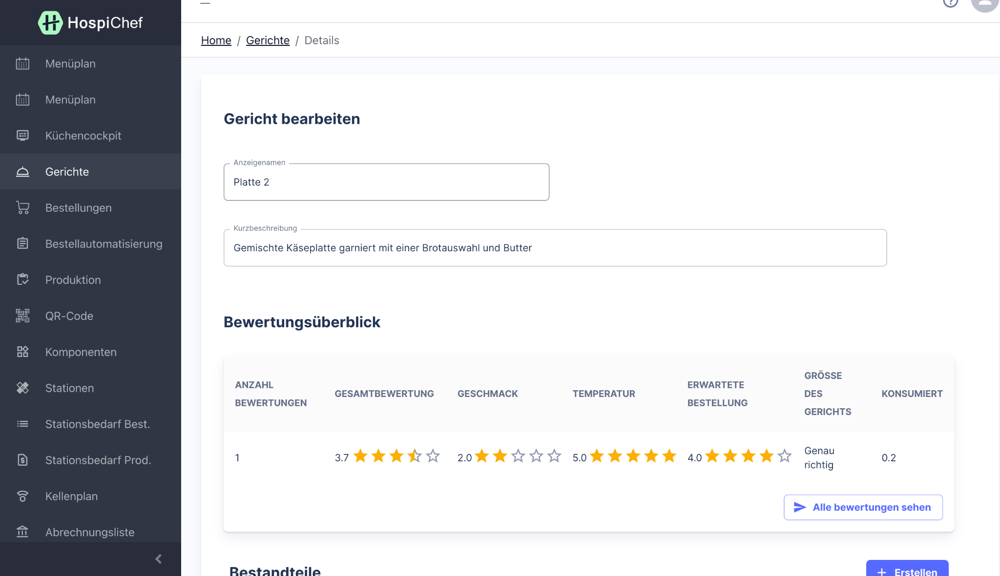 HospiChef
Menüplan
Menüplan
Küchencockpit
Gerichte
Bestellungen
Bestellautomatisierung
Produktion
QR-Code
Komponenten
Stationen
Stationsbedarf Best.
Stationsbedarf Prod.
Kellenplan
Abrechnungsliste
Home / Gerichte / Details
Gericht bearbeiten
Anzeigenamen
Platte 2
Kurzbeschreibung
Gemischte Käseplatte garniert mit einer Brotauswahl und Butter
Bewertungsüberblick
ANZAHL
BEWERTUNGEN
GESAMTBEWERTUNG
GESCHMACK
TEMPERATUR
ERWARTETE
BESTELLUNG
GRÖSSE
DES
GERICHTS
KONSUMIERT
1
3.7
2.0
5.0
4.0
Genau
richtig
0.2
Alle bewertungen sehen
Bestandteile
+ Erstellen